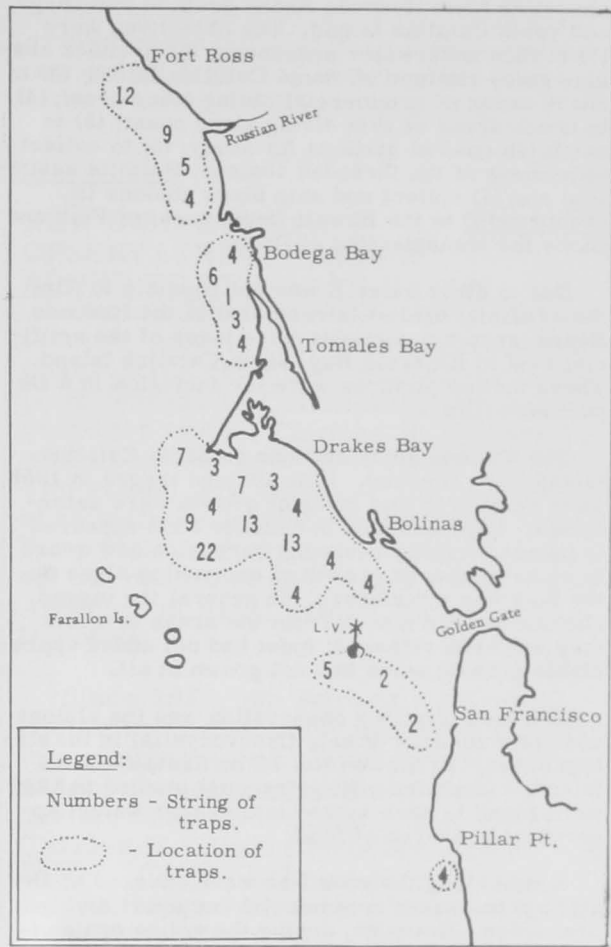 Fort Ross
12
Russian River
9
5
4
4
Bodega Bay
6
1
3
4
Tomales Bay
Drakes Bay
7
3
7
3
4
4
9
13
Bolinas
22
13
4
4
4
Farallon Is.
Golden Gate
5
2
2
San Francisco
Legend:
Numbers - String of
traps.
- Location of
traps.
Pillar Pt.
4